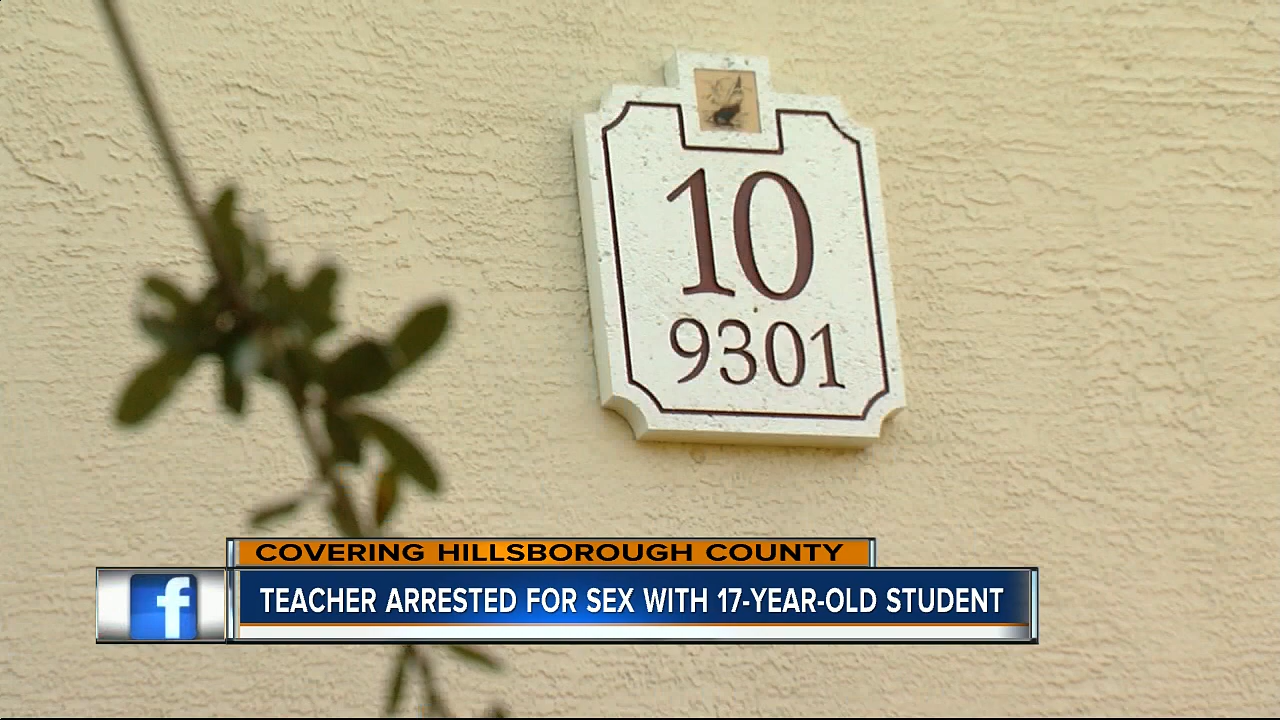 10
9301
COVERING HILLSBOROUGH COUNTY
f
TEACHER ARRESTED FOR SEX WITH 17-YEAR-OLD STUDENT